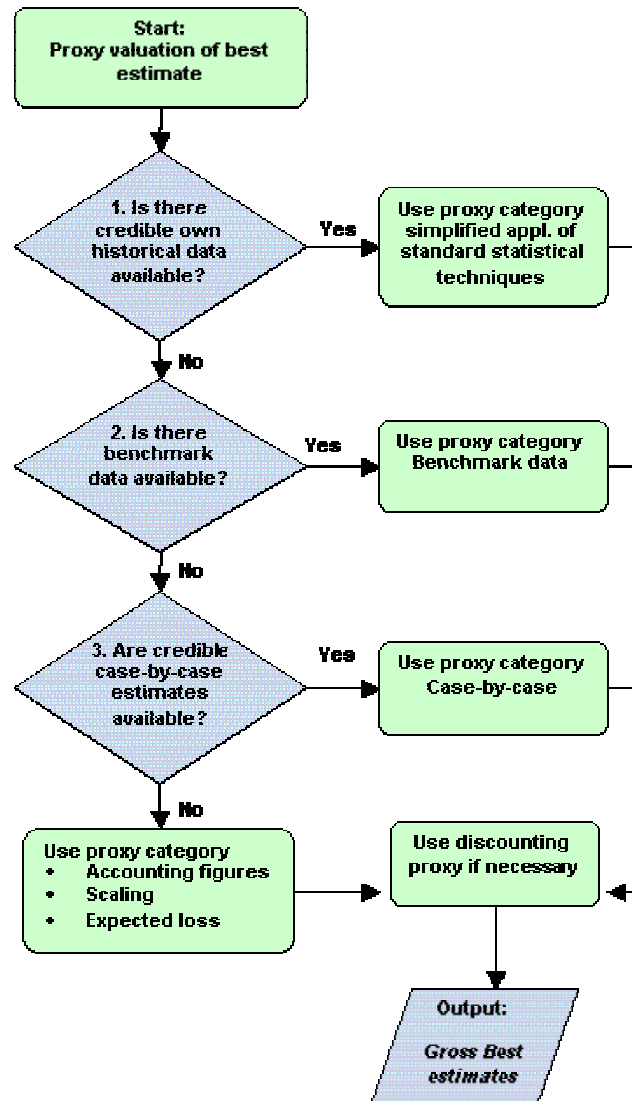 Start:
Proxy valuation of best
estimate
1. Is there
credible own
historical data
available?
Yes
Use proxy category
simplified appl. of
standard statistical
techniques
No
2. Is there
benchmark
data available?
Yes
Use proxy category
Benchmark data
No
3. Are credible
case-by-case
estimates
available?
Yes
Use proxy category
Case-by-case
No
Use proxy category
• Accounting figures
• Scaling
• Expected loss
Use discounting
proxy if necessary
Output:
Gross Best
estimates